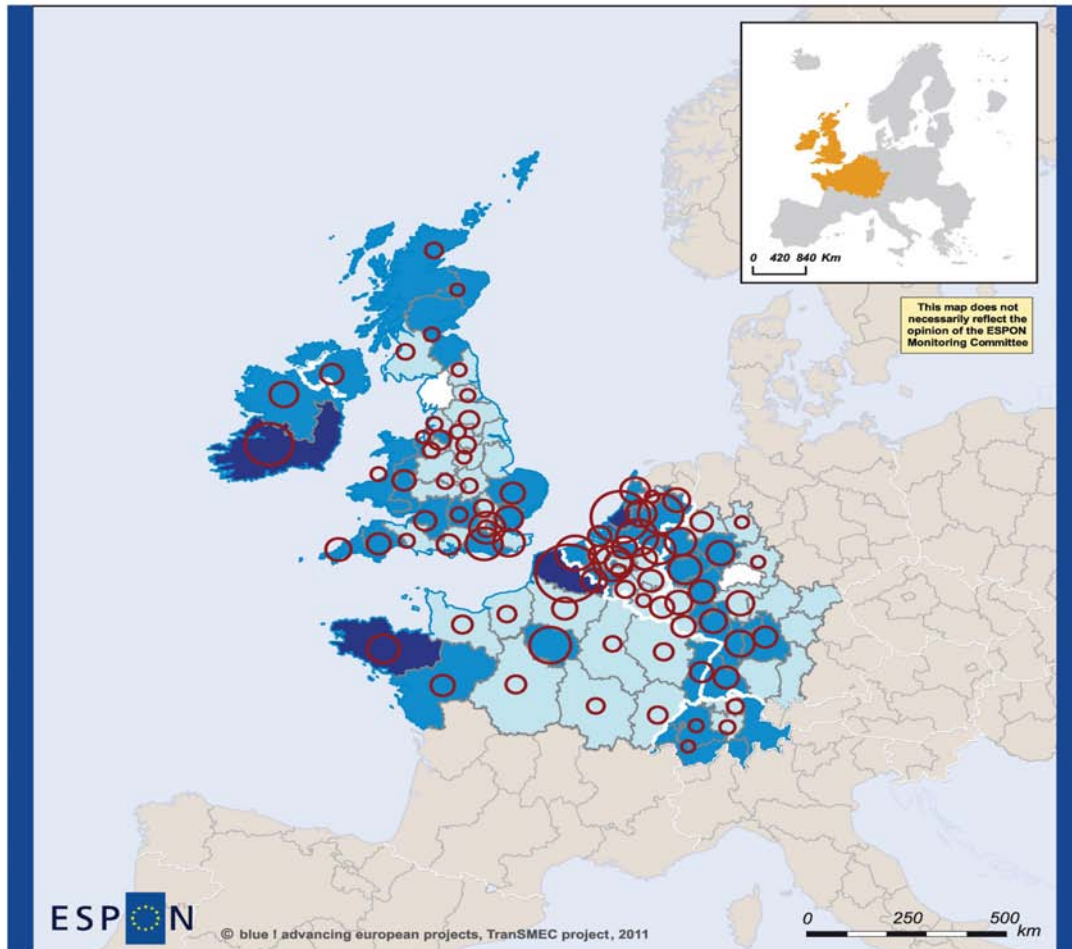 0 420 840 Km
This map does not
necessarily reflect the
opinion of the ESPON
Monitoring Committee
ESPON
© blue ! advancing european projects, TranSMEC project, 2011
0 250 500
km